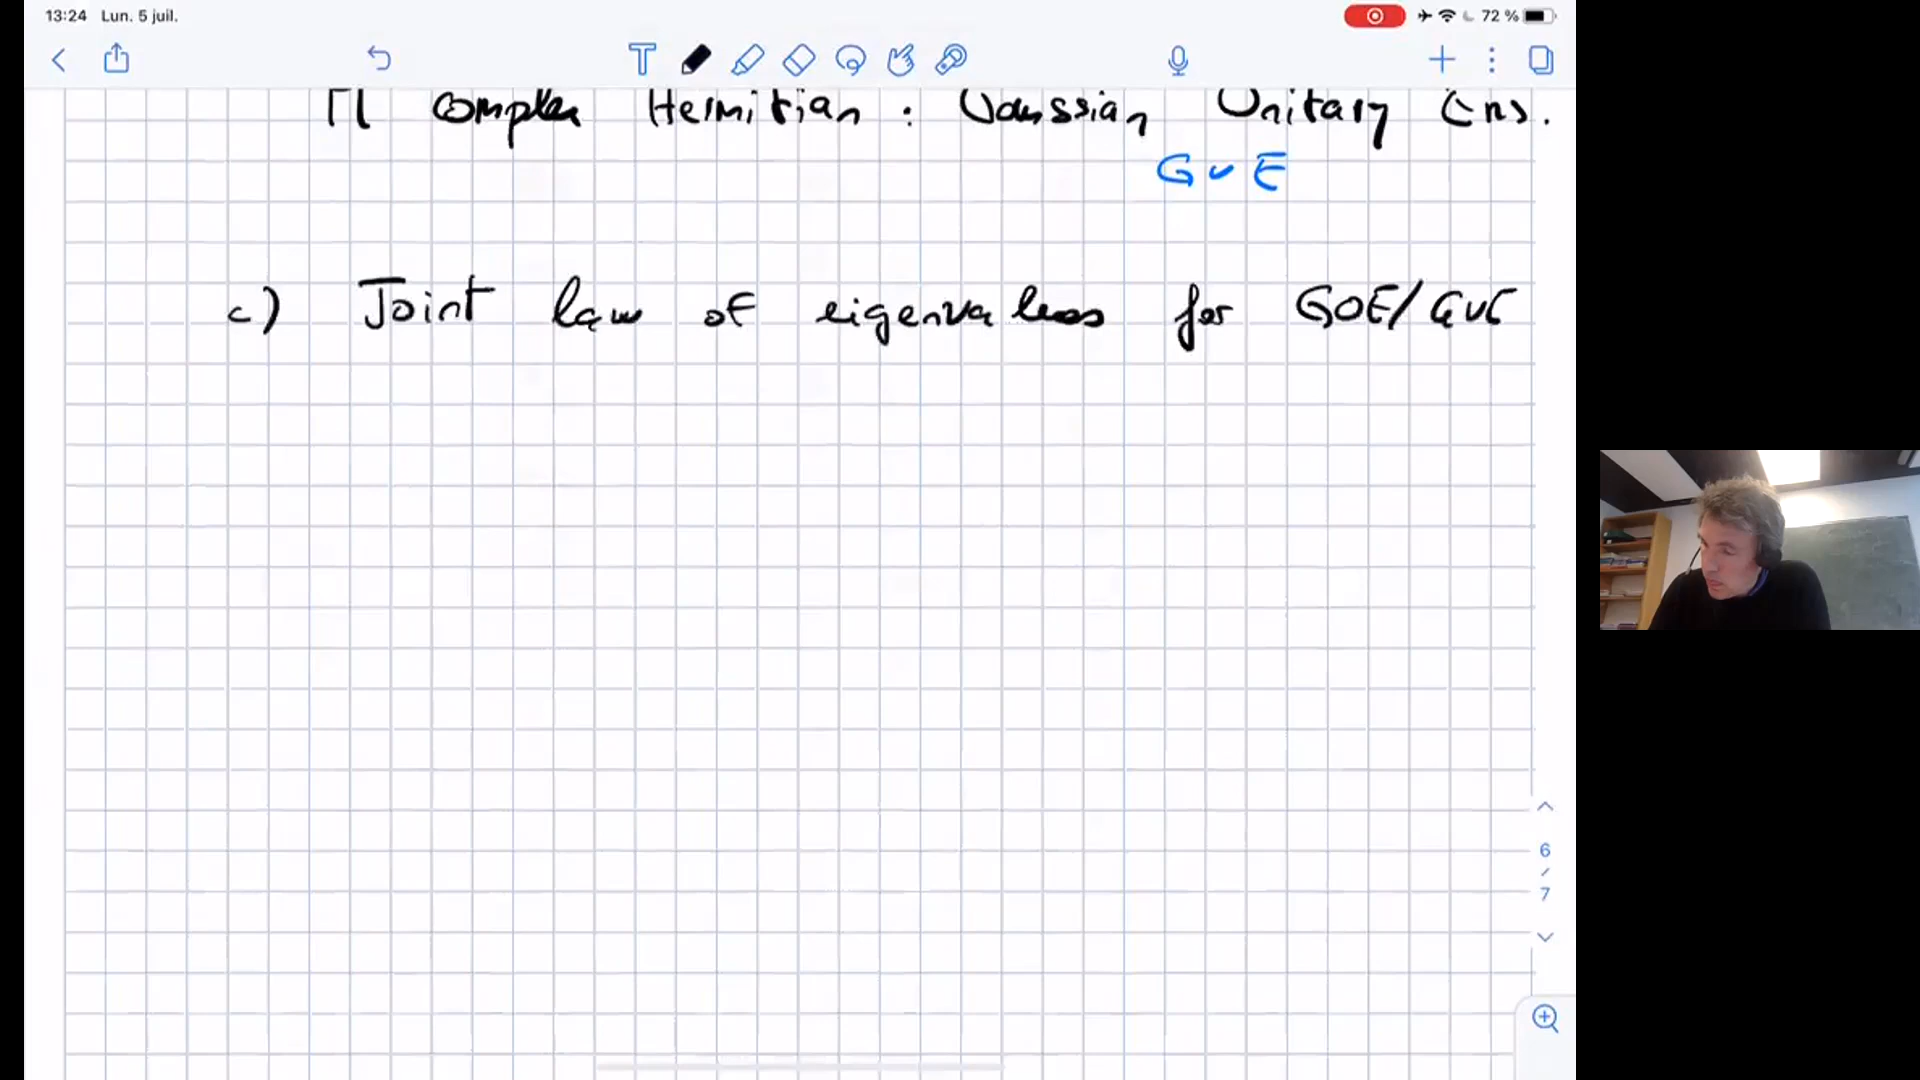 13:24 Lun. 5 juil.
72 %
M complex Hermitian : Gaussian Unitary Ens.
GUE
c) Joint law of eigenvalues for GOE/GUE
6
7